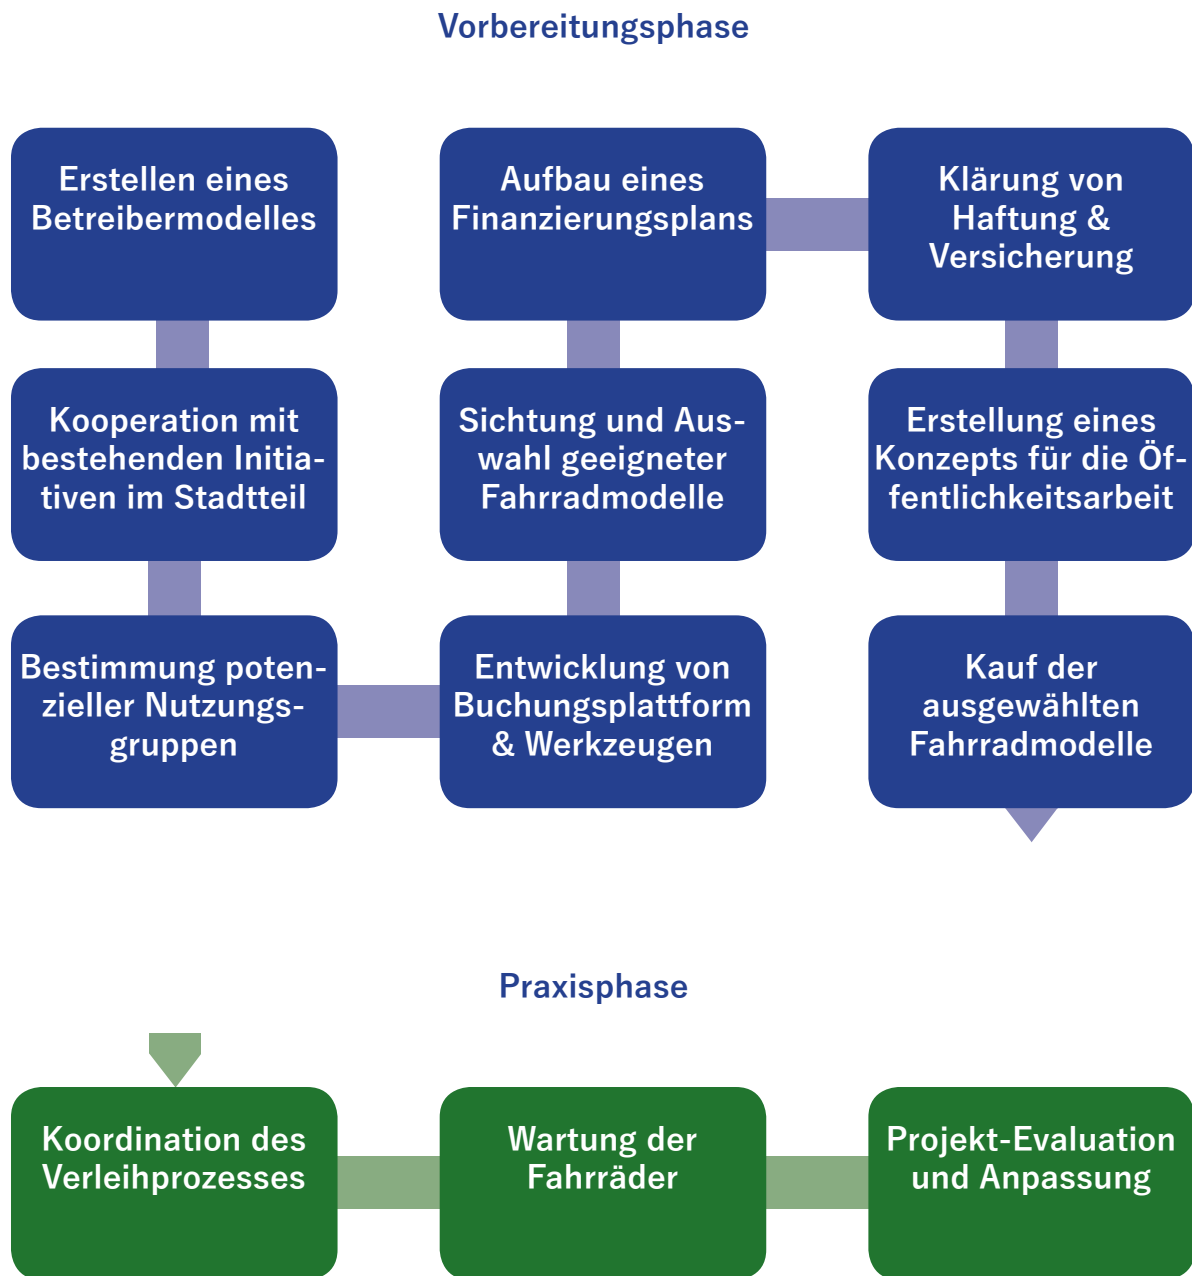 Vorbereitungsphase
Erstellen eines
Betreibermodelles
Kooperation mit
bestehenden Initia-
tiven im Stadtteil
Bestimmung poten-
zieller Nutzungs-
gruppen
Entwicklung von
Buchungsplattform
& Werkzeugen
Sichtung und Aus-
wahl geeigneter
Fahrradmodelle
Aufbau eines
Finanzierungsplans
Klärung von
Haftung &
Versicherung
Erstellung eines
Konzepts für die Öf-
fentlichkeitsarbeit
Kauf der
ausgewählten
Fahrradmodelle
Praxisphase
Koordination des
Verleihprozesses
Wartung der
Fahrräder
Projekt-Evaluation
und Anpassung